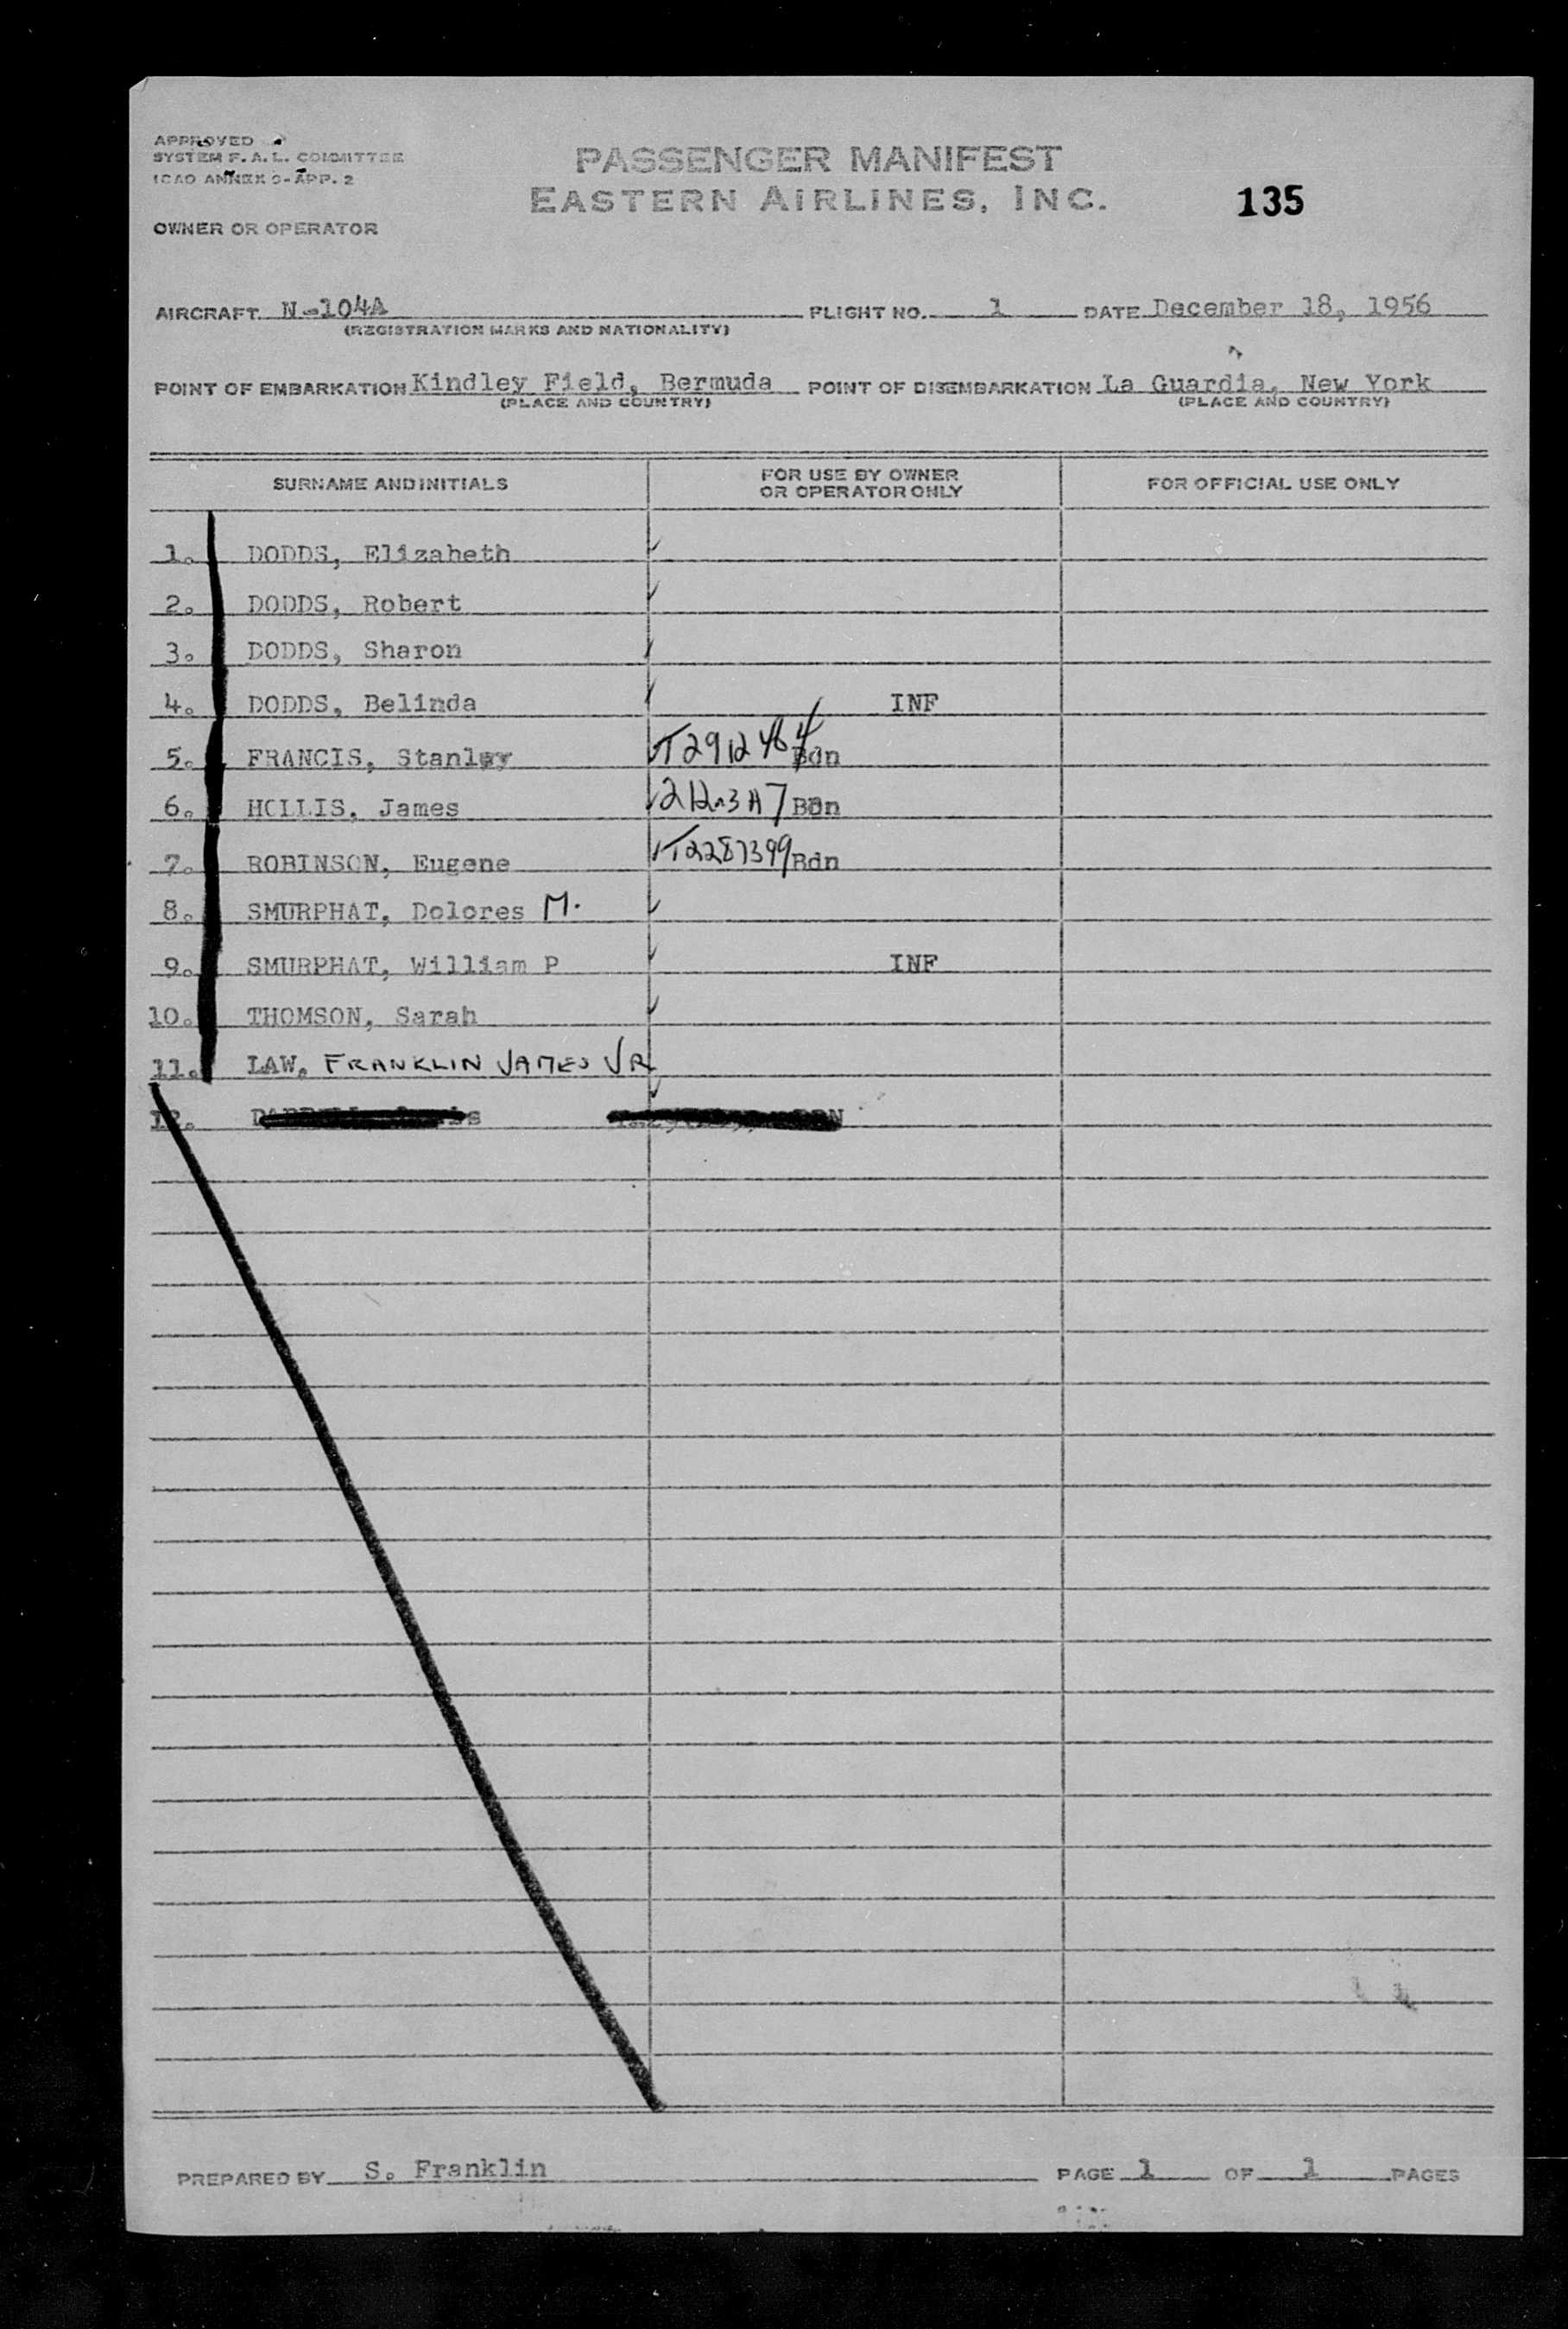 APPROVED
SYSTEM F. A. L. COMMITTEE
ICAO ANNEX 9-APP. 2
PASSENGER MANIFEST
EASTERN AIRLINES, INC.
135
OWNER OR OPERATOR
AIRCRAFT N-104A FLIGHT NO. 1 DATE December 18, 1956
(REGISTRATION MARKS AND NATIONALITY)
POINT OF EMBARKATION Kindley Field, Bermuda POINT OF DISEMBARKATION La Guardia, New York
(PLACE AND COUNTRY) (PLACE AND COUNTRY)
SURNAME AND INITIALS FOR USE BY OWNER OR OPERATOR ONLY FOR OFFICIAL USE ONLY
1. DODDS, Elizabeth
2. DODDS, Robert
3. DODDS, Sharon
4. DODDS, Belinda INF
5. FRANCIS, Stanley T2912484 Bdn
6. HOLLIS, James Bdn
7. ROBINSON, Eugene T2287399 Bdn
8. SMURPHAT, Dolores M.
9. SMURPHAT, William P INF
10. THOMSON, Sarah
11. LAW, FRANKLIN JAMES JR
12.
PREPARED BY S. Franklin PAGE 1 OF 1 PAGES